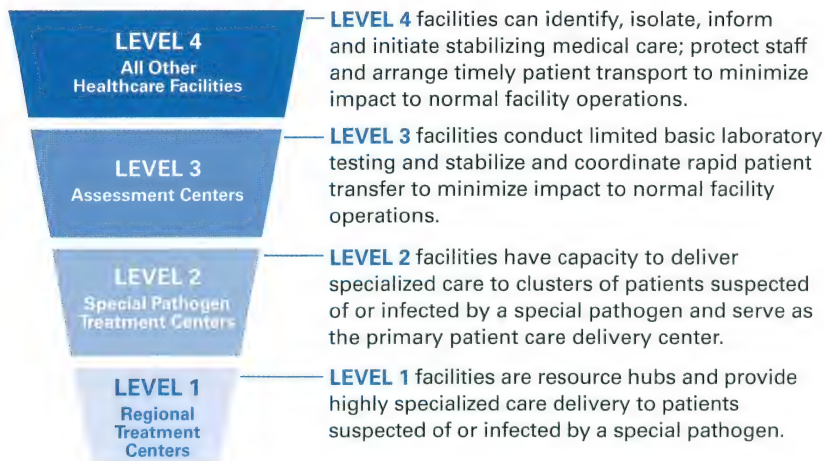 LEVEL 4
All Other
Healthcare Facilities
LEVEL 4 facilities can identify, isolate, inform
and initiate stabilizing medical care; protect staff
and arrange timely patient transport to minimize
impact to normal facility operations.
LEVEL 3
Assessment Centers
LEVEL 3 facilities conduct limited basic laboratory
testing and stabilize and coordinate rapid patient
transfer to minimize impact to normal facility
operations.
LEVEL 2
Special Pathogen
Treatment Centers
LEVEL 2 facilities have capacity to deliver
specialized care to clusters of patients suspected
of or infected by a special pathogen and serve as
the primary patient care delivery center.
LEVEL 1
Regional
Treatment
Centers
LEVEL 1 facilities are resource hubs and provide
highly specialized care delivery to patients
suspected of or infected by a special pathogen.